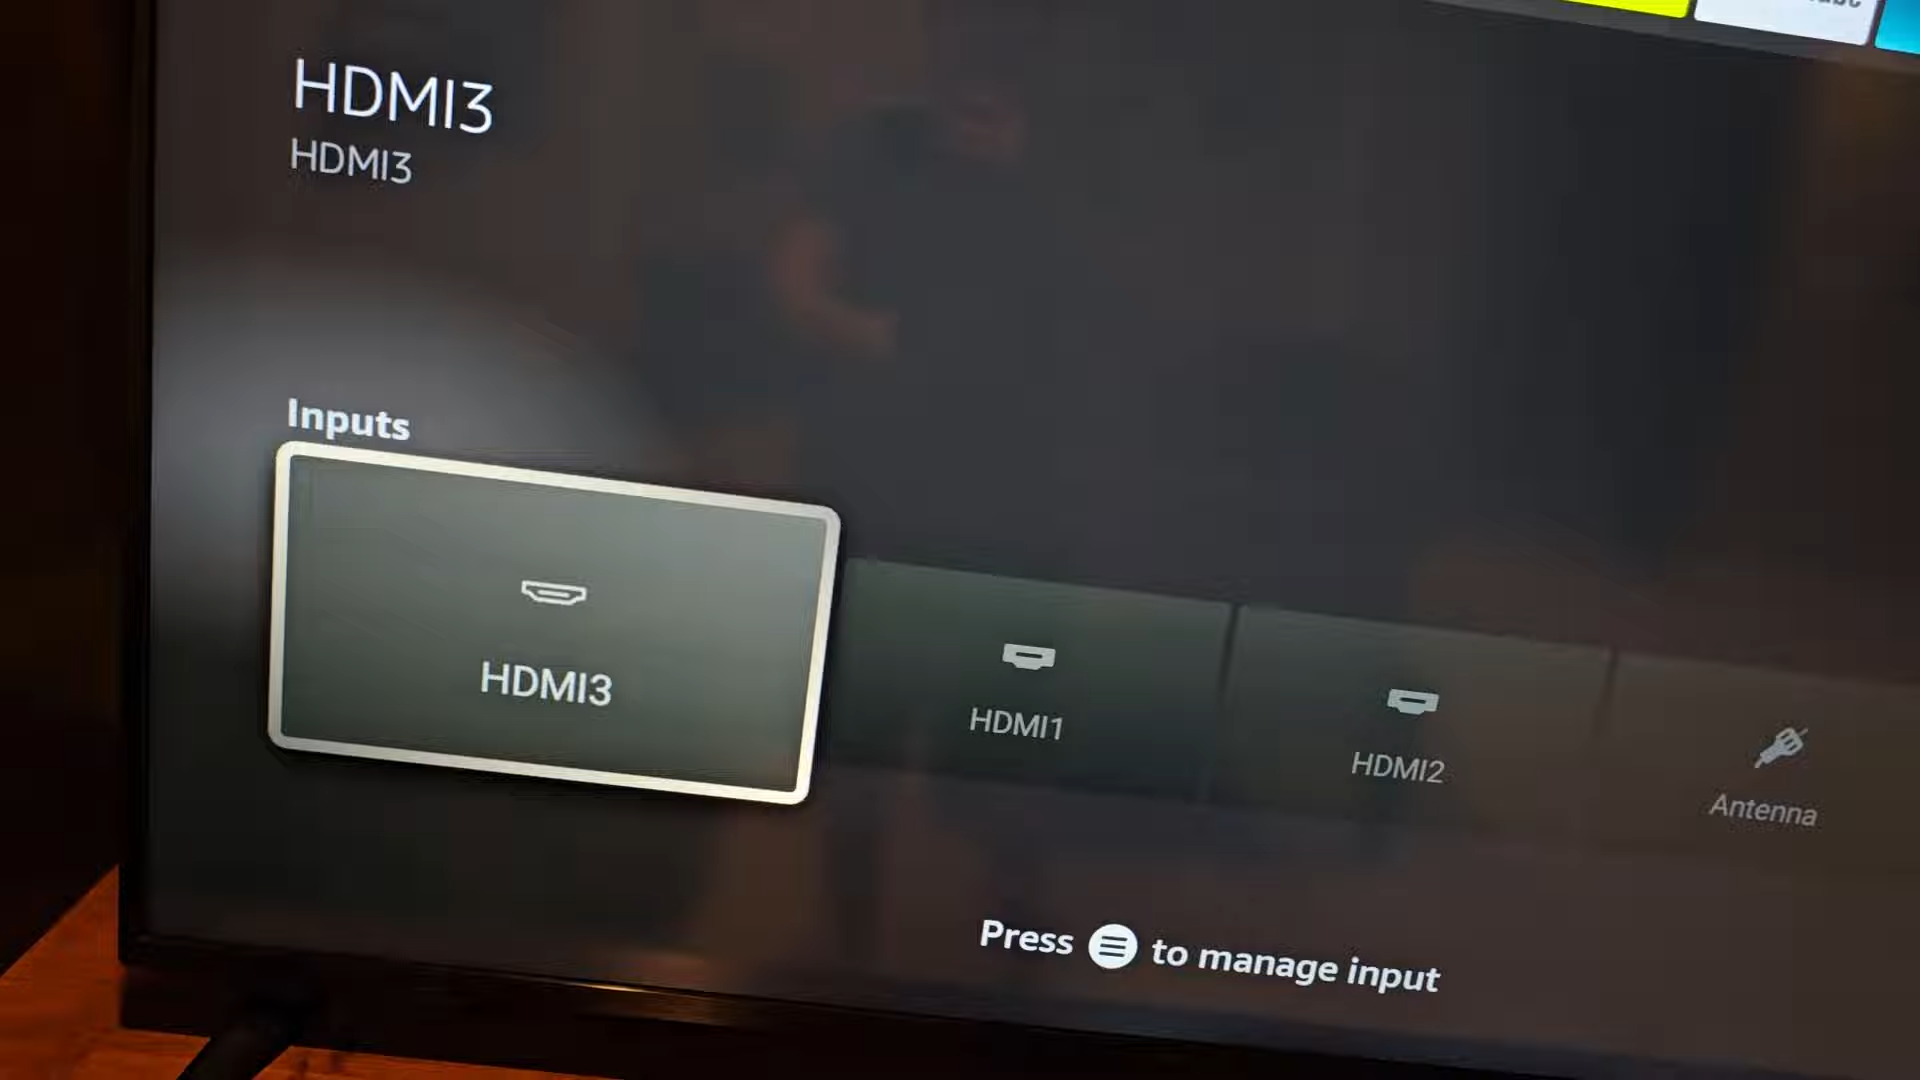 HDMI3
HDMI3
Inputs
HDMI3
HDMI1
HDMI2
Antenna
Press to manage input